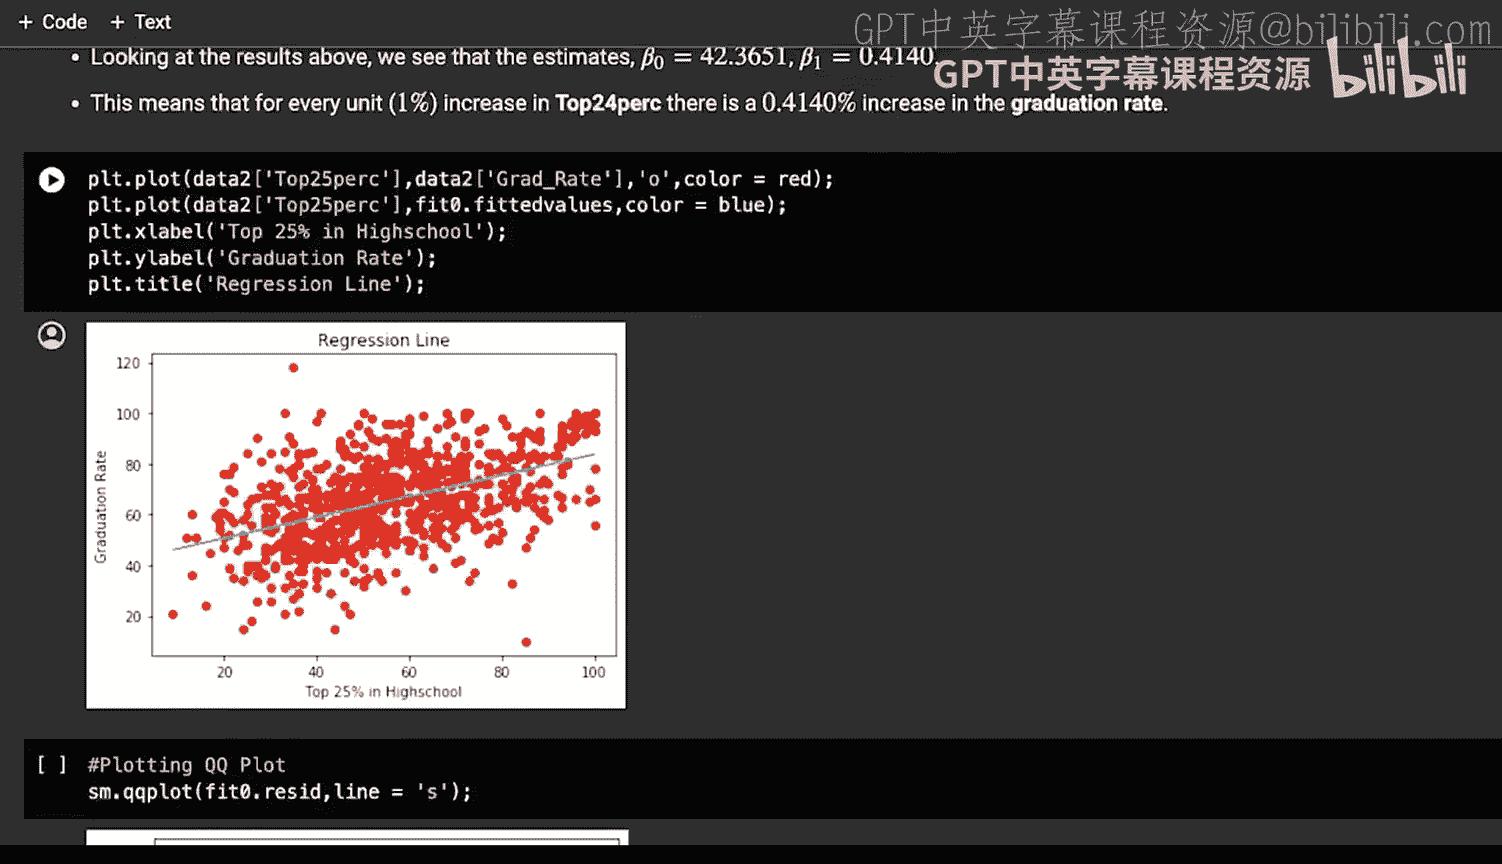 + Code + Text
GPT中英字幕课程资源@bilibili.com
• Looking at the results above, we see that the estimates, β₀ = 42.3651, β₁ = 0.4140.
GPT中英字幕课程资源 bilibili
• This means that for every unit (1%) increase in Top24perc there is a 0.4140% increase in the graduation rate.
plt.plot(data2['Top25perc'],data2['Grad_Rate'],'o',color = red);
plt.plot(data2['Top25perc'],fit0.fittedvalues,color = blue);
plt.xlabel('Top 25% in Highschool');
plt.ylabel('Graduation Rate');
plt.title('Regression Line');
Regression Line
120
100
80
60
40
20
Graduation Rate
20 40 60 80 100
Top 25% in Highschool
[ ] #Plotting QQ Plot
sm.qqplot(fit0.resid,line = 's');